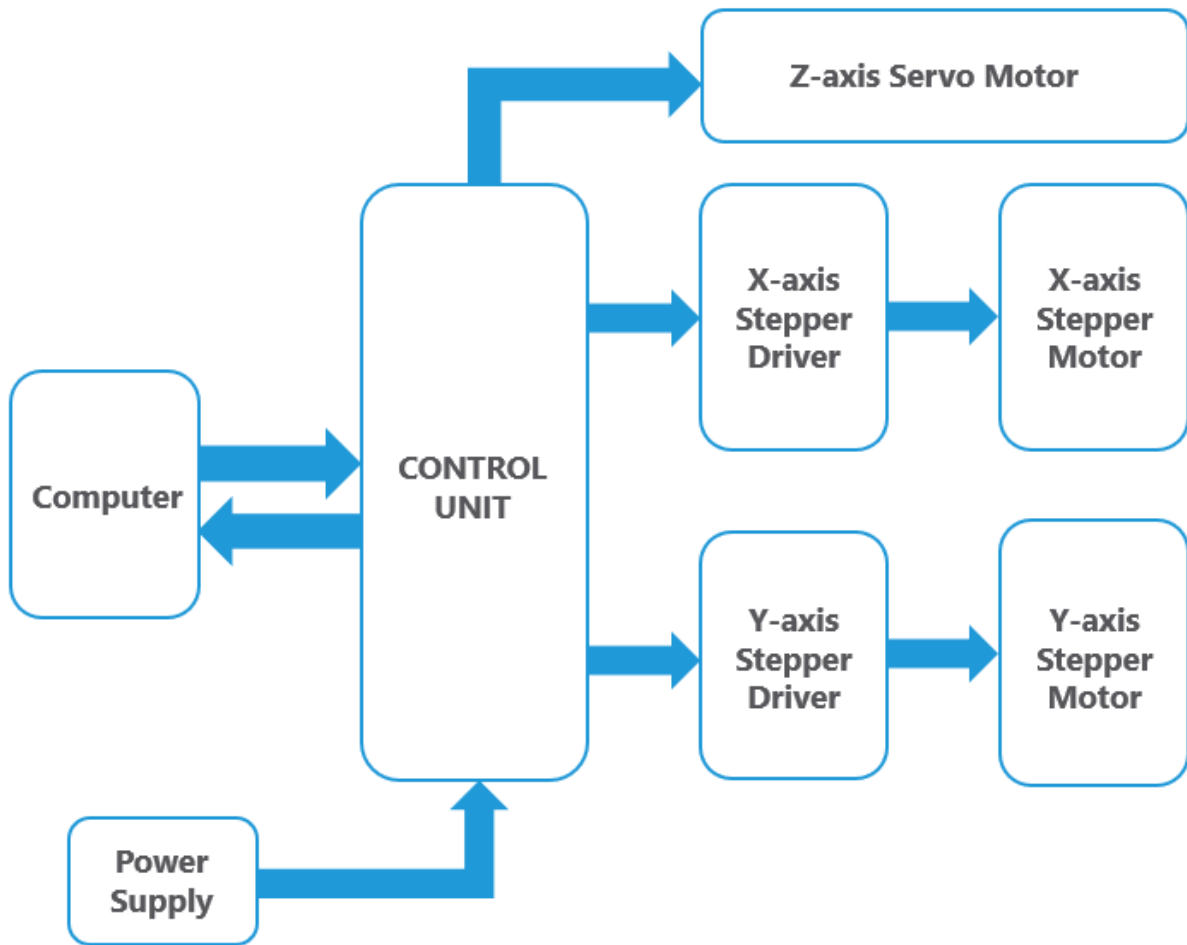 Z-axis Servo Motor
X-axis
Stepper
Driver
X-axis
Stepper
Motor
Computer
CONTROL
UNIT
Y-axis
Stepper
Driver
Y-axis
Stepper
Motor
Power
Supply